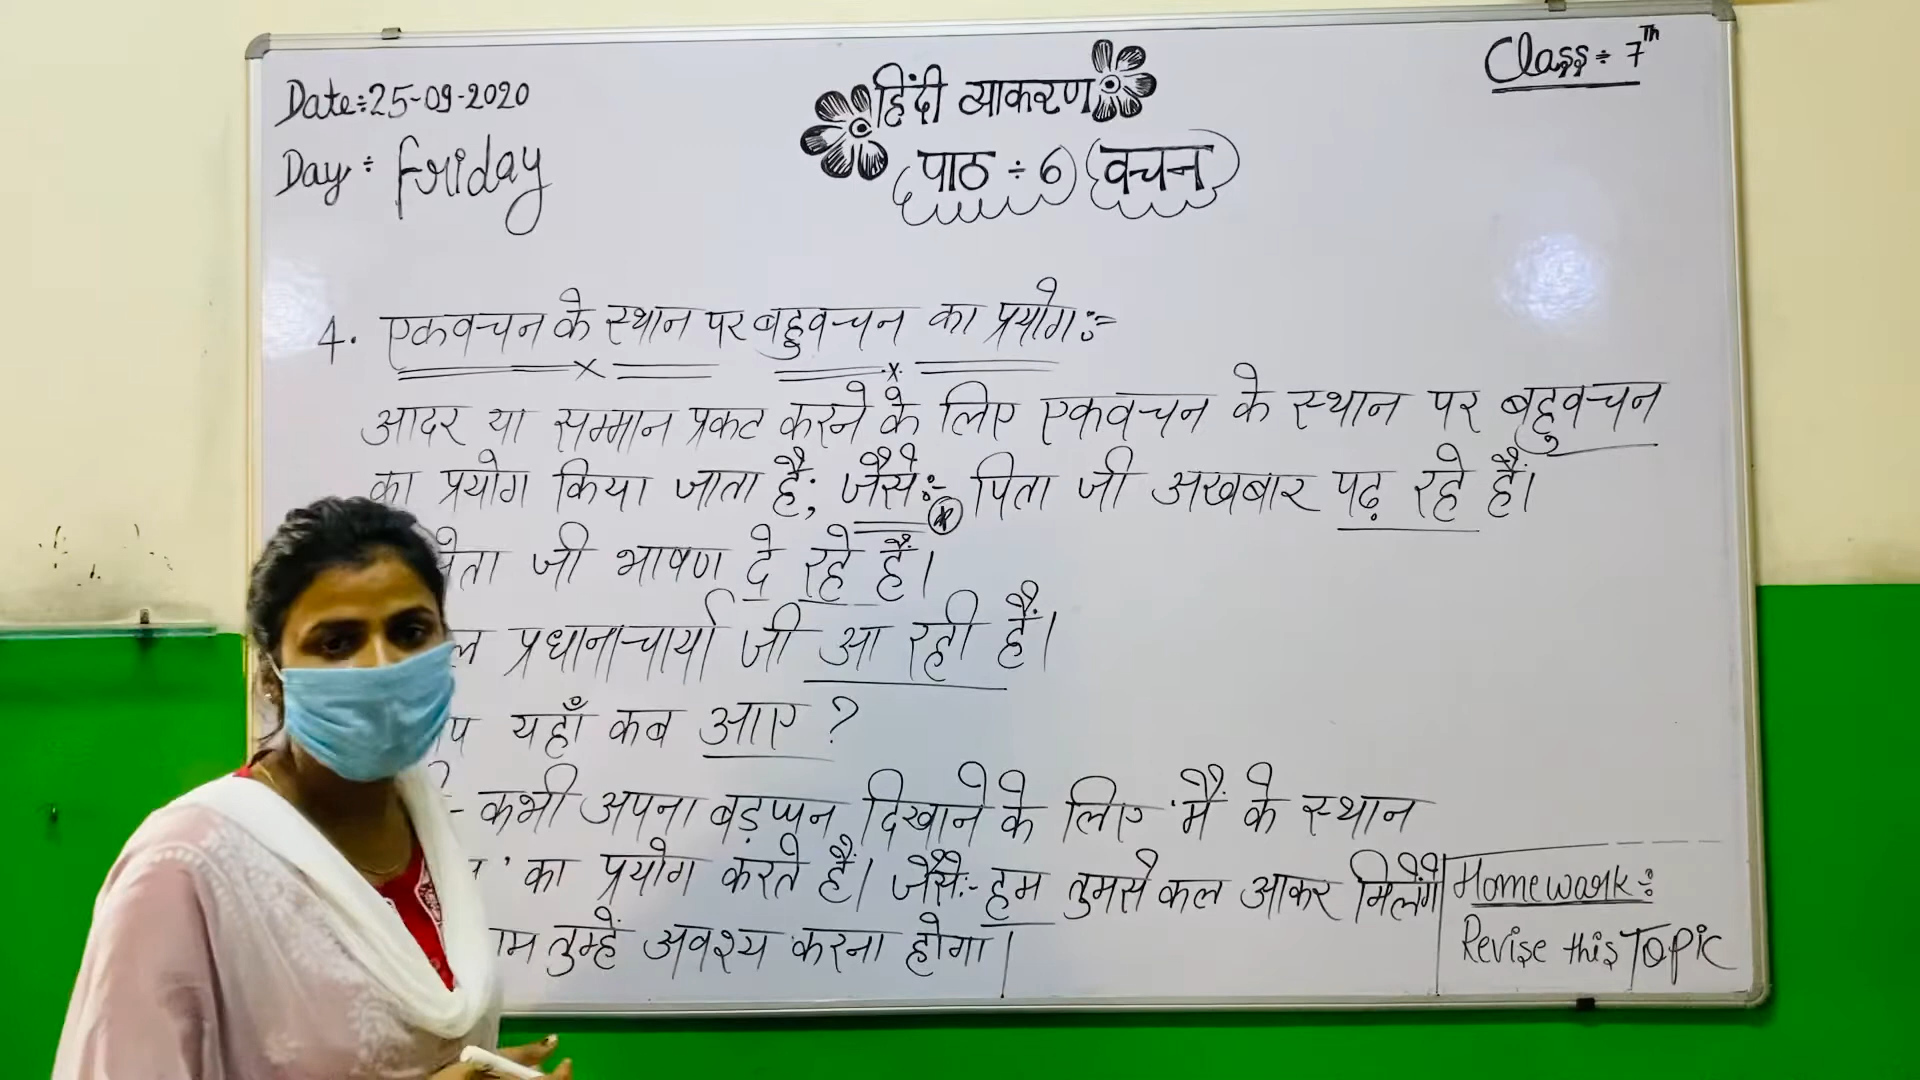 Date÷25-09-2020
Day÷ Friday
हिंदी व्याकरण
पाठ ÷ 6 (वचन)
Class÷ 7th
4. एकवचन के स्थान पर बहुवचन का प्रयोग:=
आदर या सम्मान प्रकट करने के लिए एकवचन के स्थान पर बहुवचन
का प्रयोग किया जाता है; जैसे:- पिता जी अखबार पढ़ रहे हैं।
जी भाषण दे रहे हैं।
प्रधानाचार्या जी आ रही हैं।
यहाँ कब आए ?
- कभी अपना बड़प्पन दिखाने के लिए 'मैं के स्थान
' का प्रयोग करते हैं। जैसे:- हम तुमसे कल आकर मिलेंगे
तुम्हें अवश्य करना होगा।
Homework÷
Revise this Topic